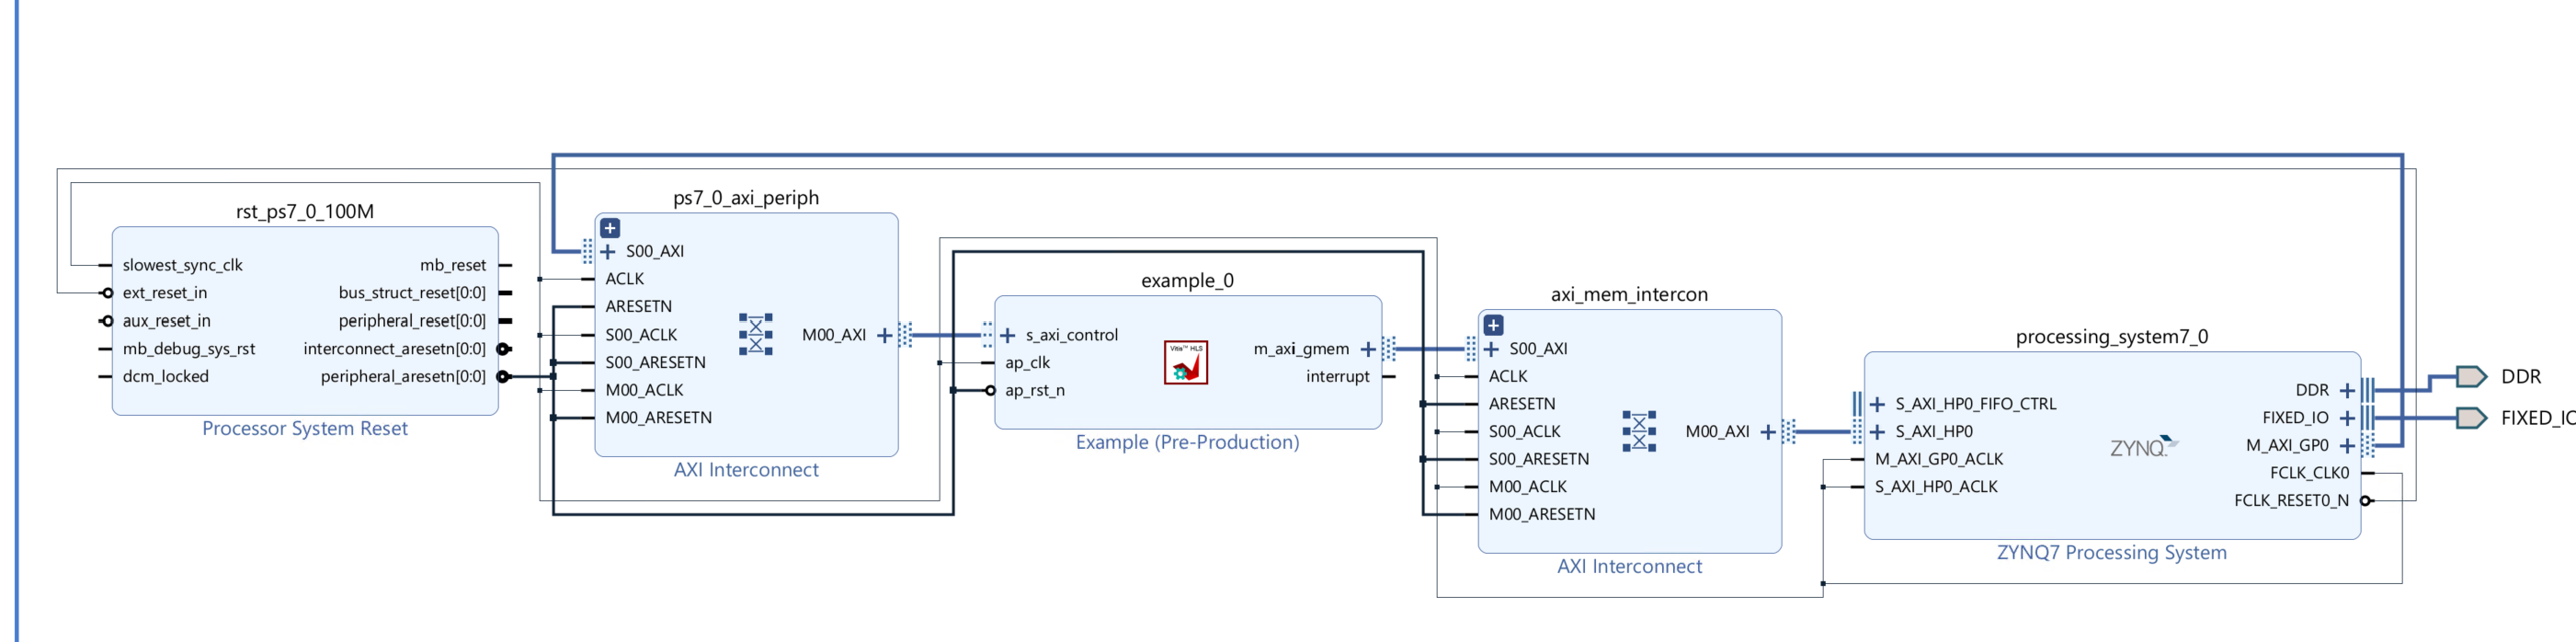 rst_ps7_0_100M
slowest_sync_clk
ext_reset_in
aux_reset_in
mb_debug_sys_rst
dcm_locked
mb_reset
bus_struct_reset[0:0]
peripheral_reset[0:0]
interconnect_aresetn[0:0]
peripheral_aresetn[0:0]
Processor System Reset
ps7_0_axi_periph
S00_AXI
ACLK
ARESETN
S00_ACLK
S00_ARESETN
M00_ACLK
M00_ARESETN
M00_AXI
AXI Interconnect
example_0
s_axi_control
ap_clk
ap_rst_n
Vitis™ HLS
m_axi_gmem
interrupt
Example (Pre-Production)
axi_mem_intercon
S00_AXI
ACLK
ARESETN
S00_ACLK
S00_ARESETN
M00_ACLK
M00_ARESETN
M00_AXI
AXI Interconnect
processing_system7_0
S_AXI_HP0_FIFO_CTRL
S_AXI_HP0
M_AXI_GP0_ACLK
S_AXI_HP0_ACLK
ZYNQ
DDR
FIXED_IO
M_AXI_GP0
FCLK_CLK0
FCLK_RESET0_N
ZYNQ7 Processing System
DDR
FIXED_IO